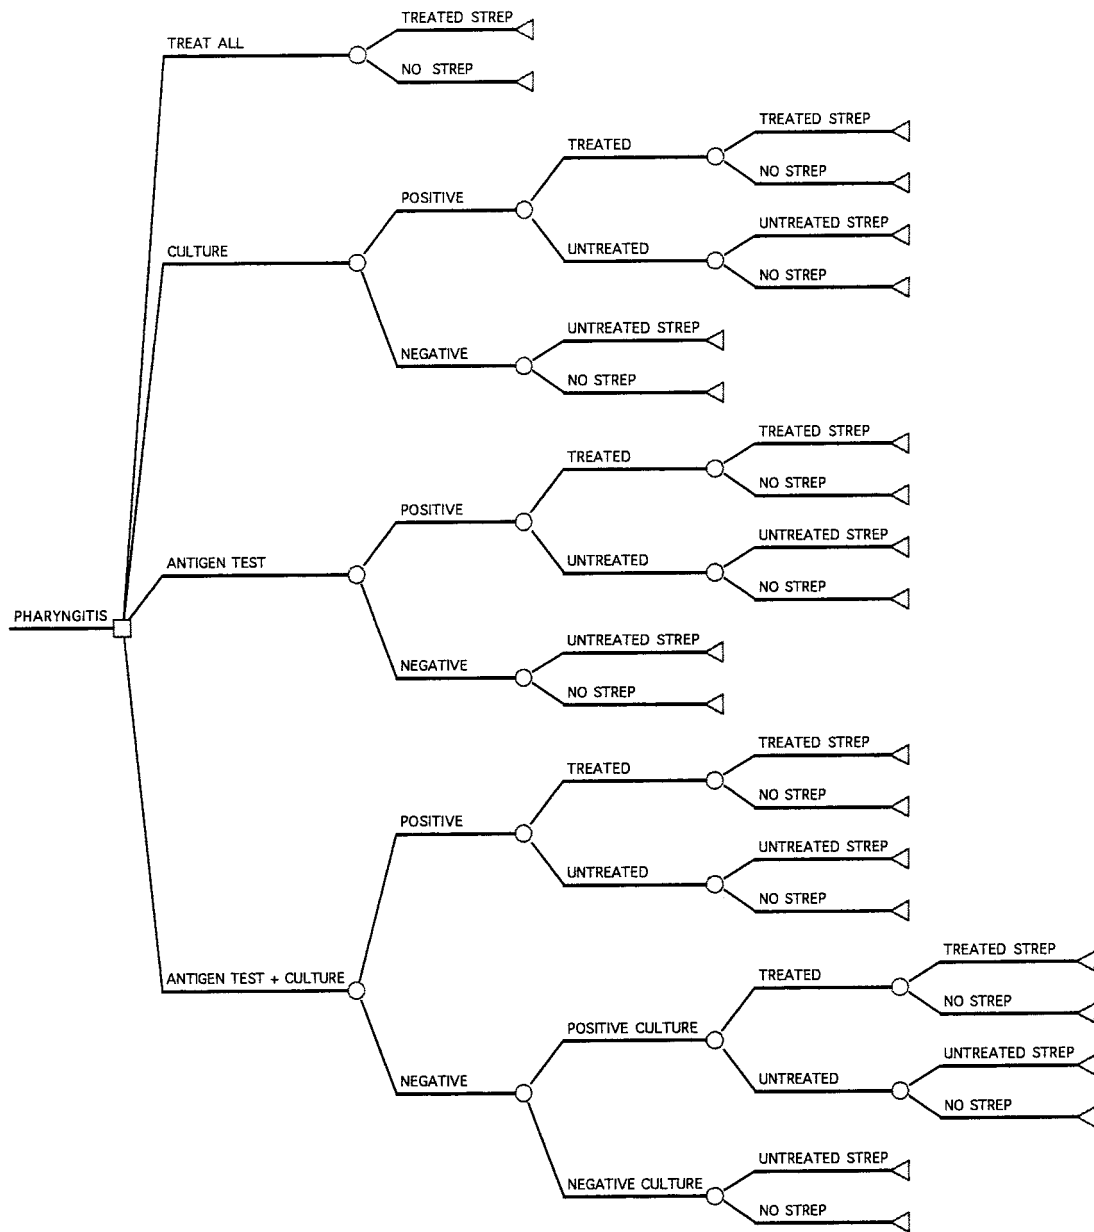 TREATED STREP
TREAT ALL
NO STREP
TREATED STREP
TREATED
NO STREP
POSITIVE
UNTREATED STREP
UNTREATED
NO STREP
CULTURE
UNTREATED STREP
NEGATIVE
NO STREP
TREATED STREP
TREATED
NO STREP
POSITIVE
UNTREATED STREP
UNTREATED
NO STREP
ANTIGEN TEST
PHARYNGITIS
UNTREATED STREP
NEGATIVE
NO STREP
TREATED STREP
TREATED
NO STREP
POSITIVE
UNTREATED STREP
UNTREATED
NO STREP
ANTIGEN TEST + CULTURE
TREATED STREP
TREATED
NO STREP
POSITIVE CULTURE
UNTREATED STREP
UNTREATED
NO STREP
NEGATIVE
UNTREATED STREP
NEGATIVE CULTURE
NO STREP